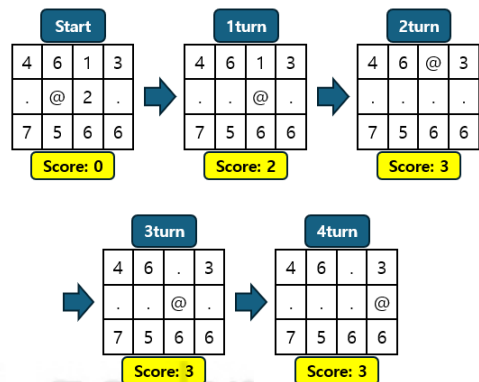 Start
4 6 1 3
. @ 2 .
7 5 6 6
Score: 0
1turn
4 6 1 3
. . @ .
7 5 6 6
Score: 2
2turn
4 6 @ 3
. . . .
7 5 6 6
Score: 3
3turn
4 6 . 3
. . @ .
7 5 6 6
Score: 3
4turn
4 6 . 3
. . . @
7 5 6 6
Score: 3